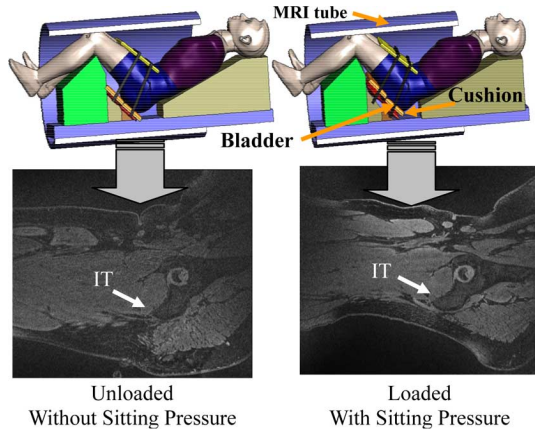 MRI tube
Cushion
Bladder
IT
IT
Unloaded
Without Sitting Pressure
Loaded
With Sitting Pressure